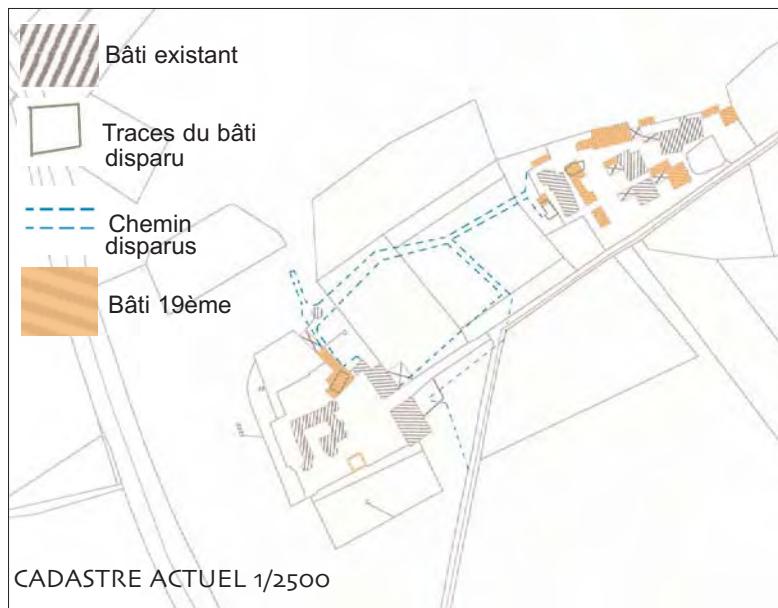 Bâti existant
Traces du bâti
disparu
Chemin
disparus
Bâti 19ème
CADASTRE ACTUEL 1/2500